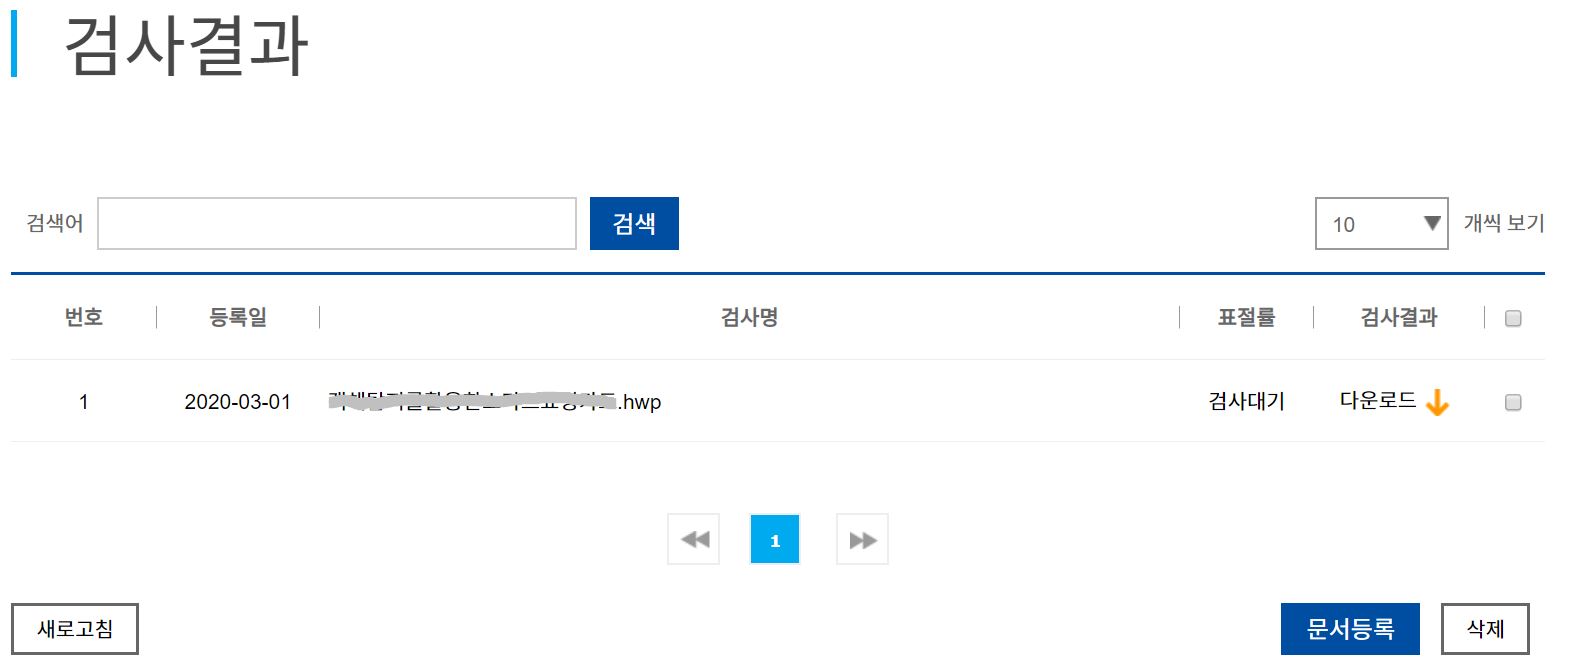 검사결과
검색어 검색 10 개씩 보기
번호 등록일 검사명 표절률 검사결과
1 2020-03-01 .hwp 검사대기 다운로드
1
새로고침 문서등록 삭제